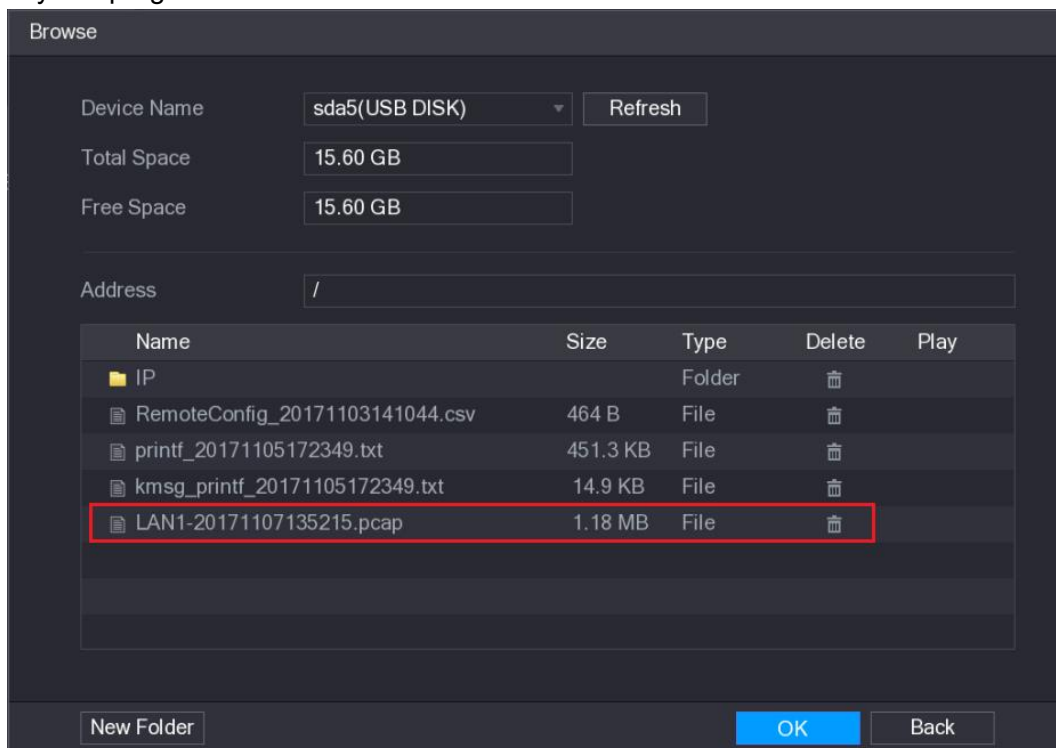 Browse
Device Name sda5(USB DISK) Refresh
Total Space 15.60 GB
Free Space 15.60 GB
Address /
Name Size Type Delete Play
IP Folder
RemoteConfig_20171103141044.csv 464 B File
printf_20171105172349.txt 451.3 KB File
kmsg_printf_20171105172349.txt 14.9 KB File
LAN1-20171107135215.pcap 1.18 MB File
New Folder OK Back